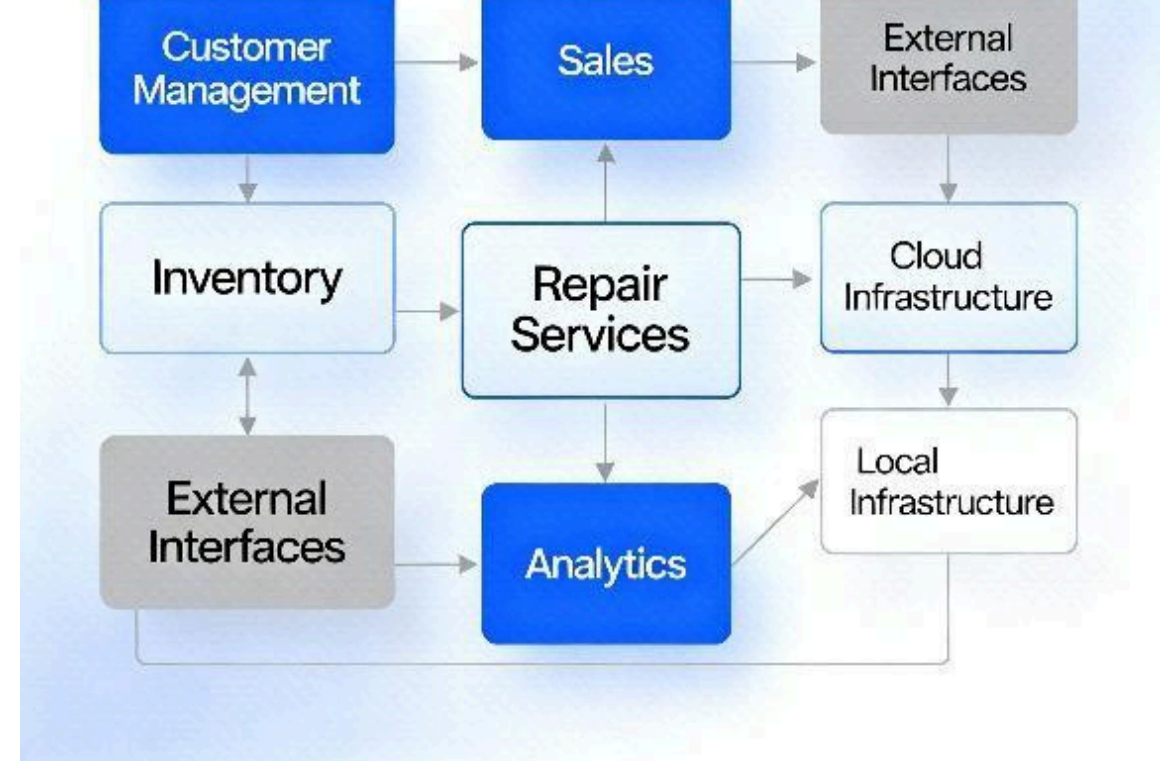 Customer
Management
Sales
External
Interfaces
Inventory
Repair
Services
Cloud
Infrastructure
External
Interfaces
Analytics
Local
Infrastructure